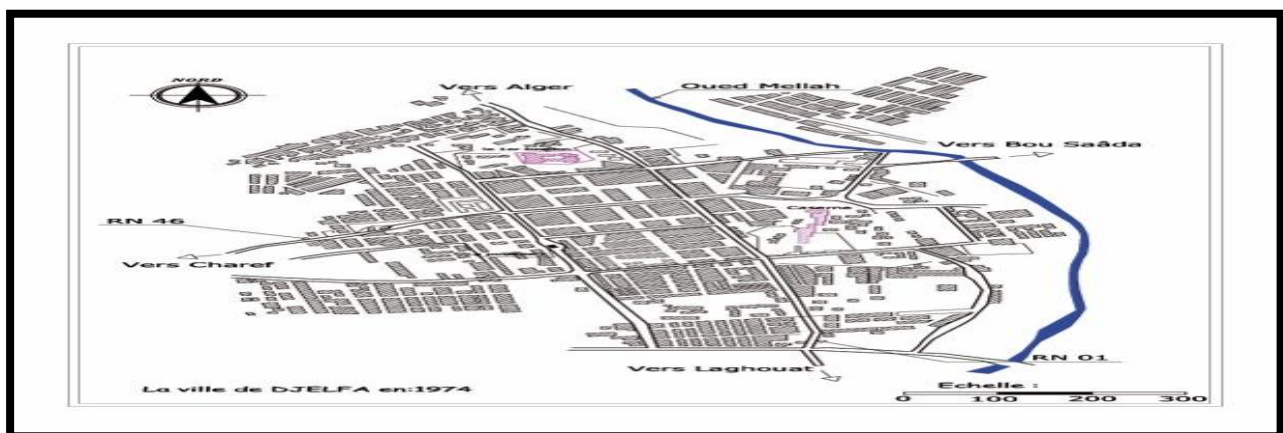 NORD
Vers Alger
Oued Mellah
Vers Bou Saâda
Caserne
RN 46
Vers Charef
RN 01
Vers Laghouat
La ville de DJELFA en:1974
Echelle :
0 100 200 300